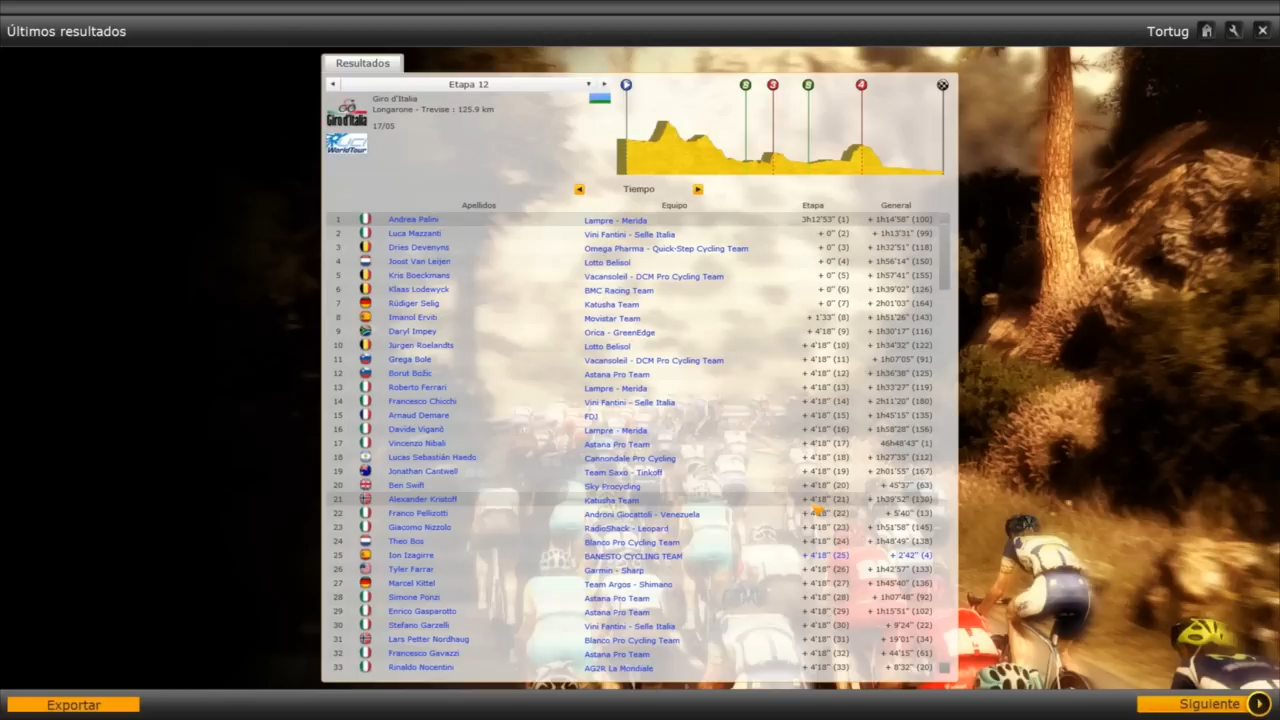 Últimos resultados
Tortug
Resultados
Etapa 12
Giro d'Italia
Longarone - Trevise : 125.9 km
17/05
Giro d'Italia
UCI
WorldTour
S 3 S 4
Tiempo
Apellidos Equipo Etapa General
1 Andrea Palini Lampre - Merida 3h12'53" (1) + 1h14'58" (100)
2 Luca Mazzanti Vini Fantini - Selle Italia + 0" (2) + 1h13'31" (99)
3 Dries Devenyns Omega Pharma - Quick-Step Cycling Team + 0" (3) + 1h32'51" (118)
4 Joost Van Leijen Lotto Belisol + 0" (4) + 1h56'14" (150)
5 Kris Boeckmans Vacansoleil - DCM Pro Cycling Team + 0" (5) + 1h57'41" (155)
6 Klaas Lodewyck BMC Racing Team + 0" (6) + 1h39'02" (126)
7 Rüdiger Selig Katusha Team + 0" (7) + 2h01'03" (164)
8 Imanol Erviti Movistar Team + 1'33" (8) + 1h51'26" (143)
9 Daryl Impey Orica - GreenEdge + 4'18" (9) + 1h30'17" (116)
10 Jürgen Roelandts Lotto Belisol + 4'18" (10) + 1h34'32" (122)
11 Grega Bole Vacansoleil - DCM Pro Cycling Team + 4'18" (11) + 1h07'05" (91)
12 Borut Božic Astana Pro Team + 4'18" (12) + 1h36'38" (125)
13 Roberto Ferrari Lampre - Merida + 4'18" (13) + 1h33'27" (119)
14 Francesco Chicchi Vini Fantini - Selle Italia + 4'18" (14) + 2h11'20" (180)
15 Arnaud Demare FDJ + 4'18" (15) + 1h45'15" (135)
16 Davide Viganò Lampre - Merida + 4'18" (16) + 1h58'28" (156)
17 Vincenzo Nibali Astana Pro Team + 4'18" (17) 46h48'43" (1)
18 Lucas Sebastián Haedo Cannondale Pro Cycling + 4'18" (18) + 1h27'35" (112)
19 Jonathan Cantwell Team Saxo - Tinkoff + 4'18" (19) + 2h01'55" (167)
20 Ben Swift Sky Procycling + 4'18" (20) + 45'37" (63)
21 Alexander Kristoff Katusha Team + 4'18" (21) + 1h39'52" (130)
22 Franco Pellizotti Androni Giocattoli - Venezuela + 4'18" (22) + 5'40" (13)
23 Giacomo Nizzolo RadioShack - Leopard + 4'18" (23) + 1h51'58" (145)
24 Theo Bos Blanco Pro Cycling Team + 4'18" (24) + 1h48'49" (138)
25 Ion Izagirre BANESTO CYCLING TEAM + 4'18" (25) + 2'42" (4)
26 Tyler Farrar Garmin - Sharp + 4'18" (26) + 1h42'57" (133)
27 Marcel Kittel Team Argos - Shimano + 4'18" (27) + 1h45'40" (136)
28 Simone Ponzi Astana Pro Team + 4'18" (28) + 1h07'48" (92)
29 Enrico Gasparotto Astana Pro Team + 4'18" (29) + 1h15'51" (102)
30 Stefano Garzelli Vini Fantini - Selle Italia + 4'18" (30) + 9'24" (22)
31 Lars Petter Nordhaug Blanco Pro Cycling Team + 4'18" (31) + 19'01" (34)
32 Francesco Gavazzi Astana Pro Team + 4'18" (32) + 44'15" (61)
33 Rinaldo Nocentini AG2R La Mondiale + 4'18" (33) + 8'32" (20)
Exportar
Siguiente